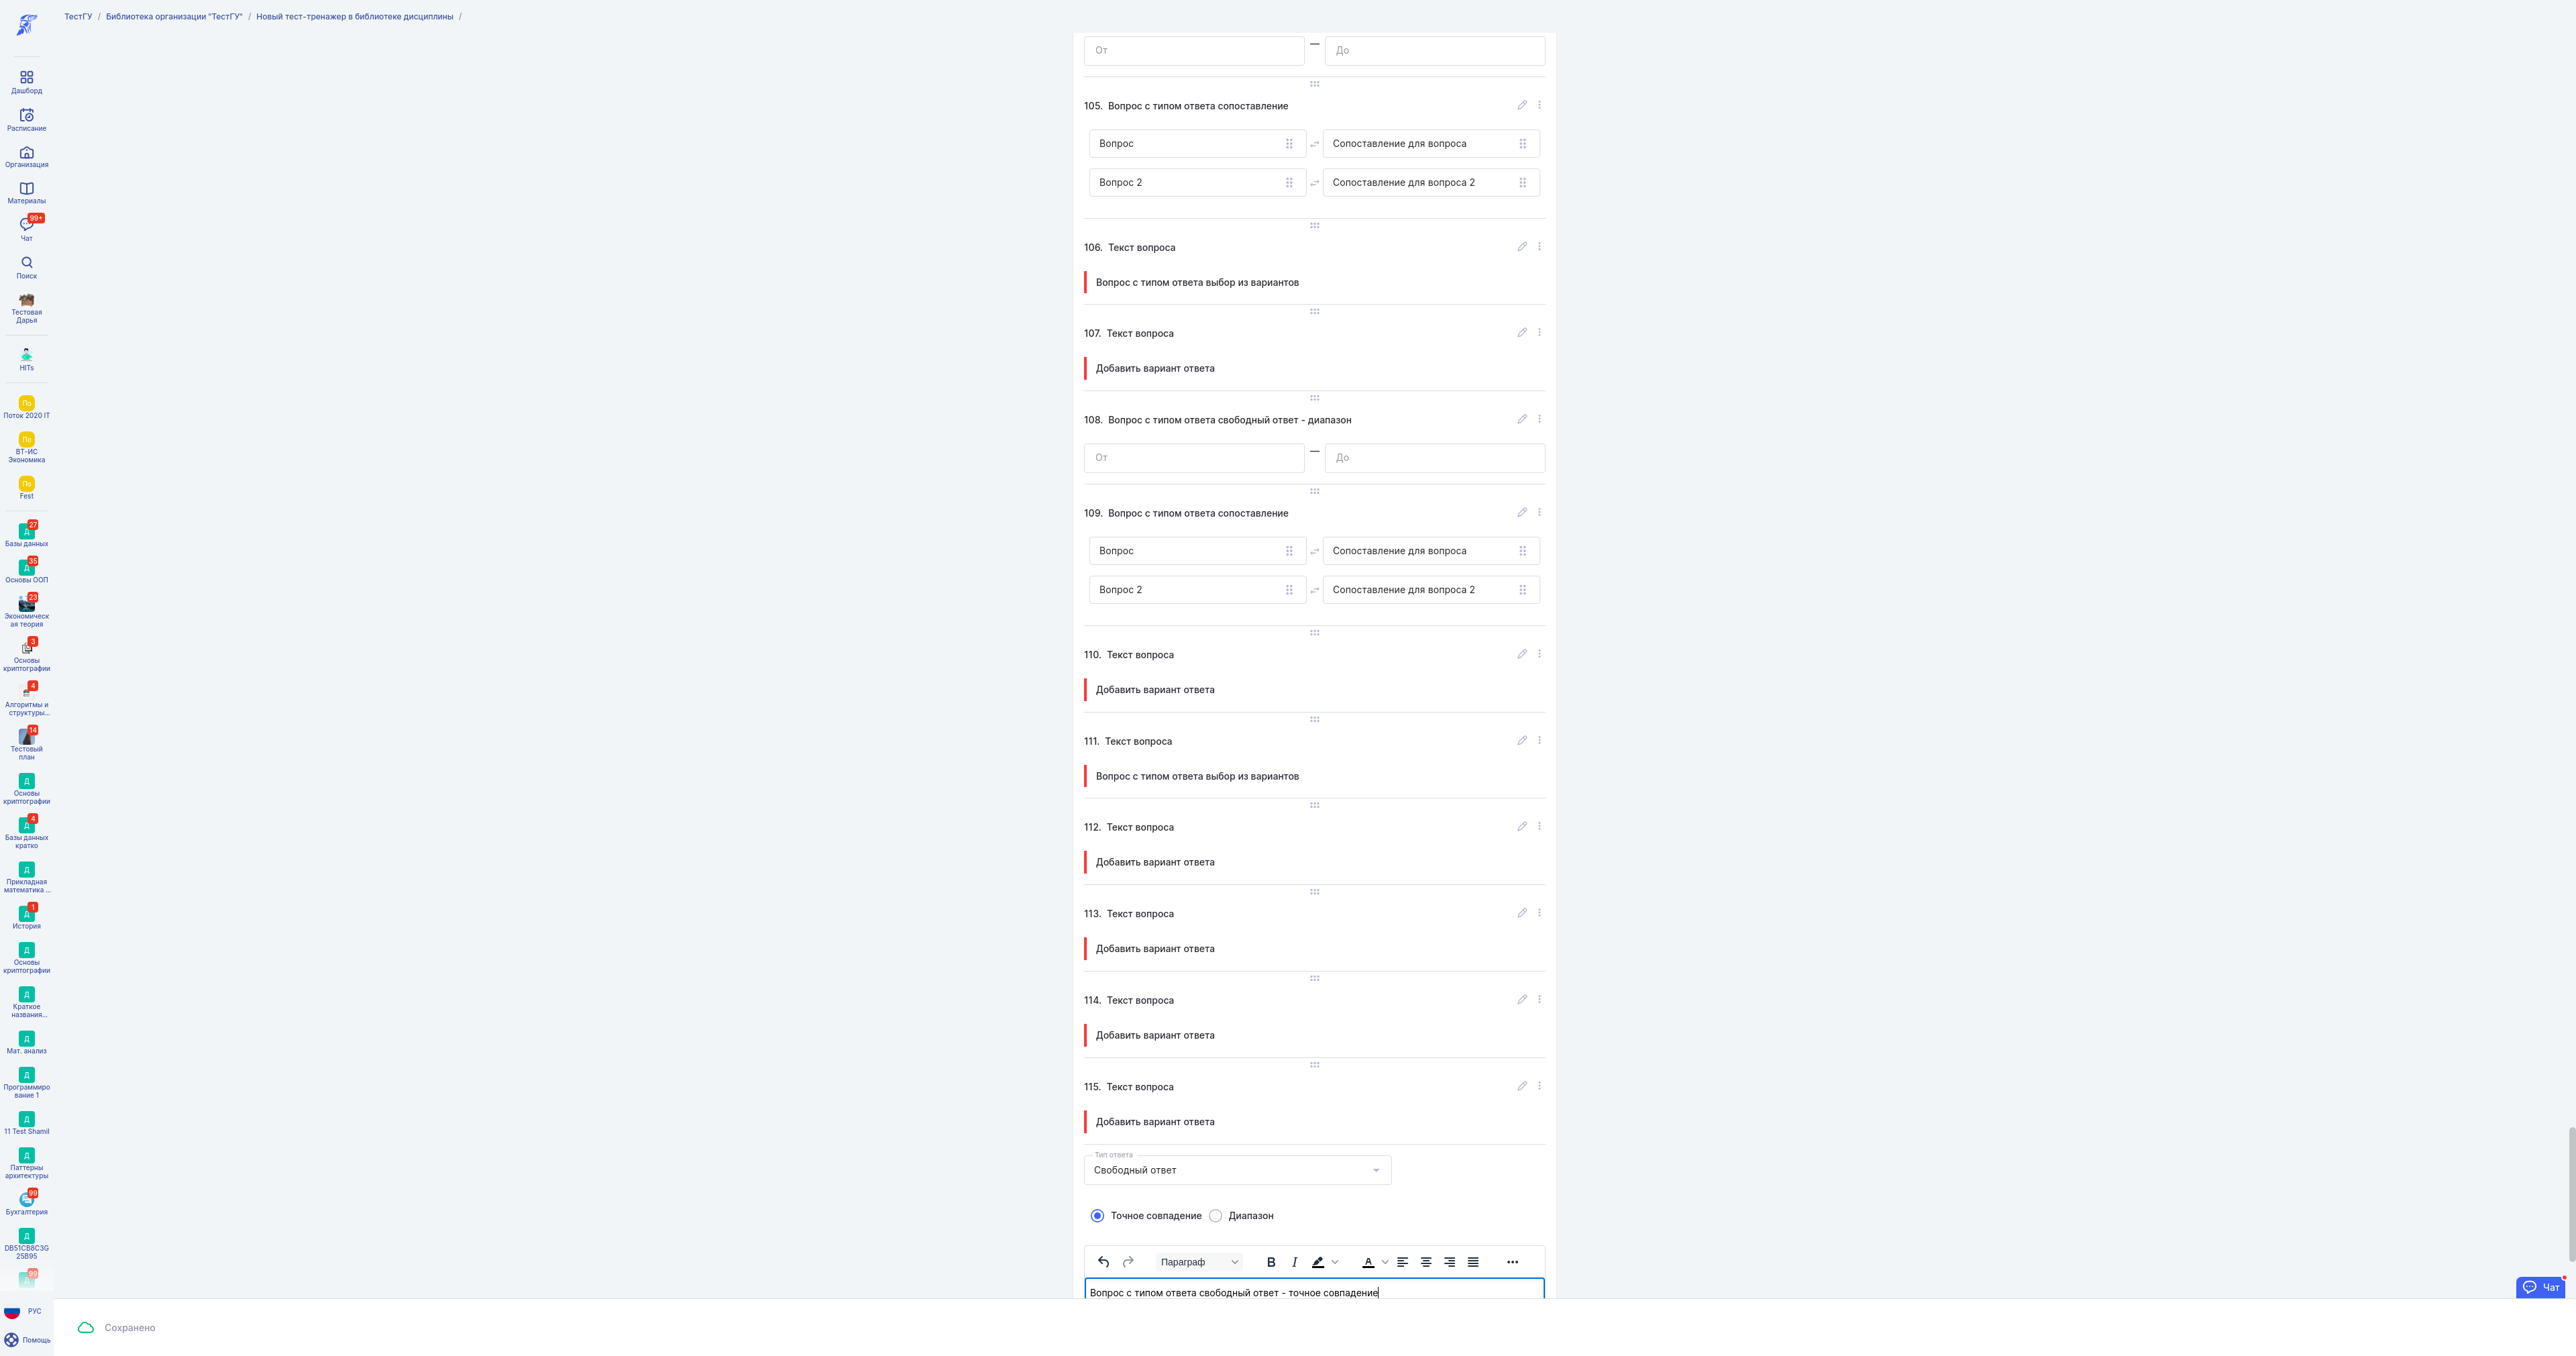 ТестГУ / Библиотека организации "ТестГУ" / Новый тест-тренажер в библиотеке дисциплины /
Дашборд
Расписание
Организация
Материалы
99+
Чат
Поиск
Тестовая
Дарья
HITs
По
Поток 2020 IT
По
ВТ-ИС
Экономика
По
Fest
27
Д
Базы данных
35
Д
Основы ООП
23
Экономическ
ая теория
3
Основы
криптографии
4
Алгоритмы и
структуры...
14
Тестовый
план
Д
Основы
криптографии
4
Д
Базы данных
кратко
Д
Прикладная
математика ...
1
Д
История
Д
Основы
криптографии
Д
Краткое
названия...
Д
Мат. анализ
Д
Программиро
вание 1
Д
11 Test Shamil
Д
Паттерны
архитектуры
99
Бухгалтерия
Д
DB51CB8C3G
25B95
99
Д
РУС
Помощь
От — До
105. Вопрос с типом ответа сопоставление
Вопрос Сопоставление для вопроса
Вопрос 2 Сопоставление для вопроса 2
106. Текст вопроса
Вопрос с типом ответа выбор из вариантов
107. Текст вопроса
Добавить вариант ответа
108. Вопрос с типом ответа свободный ответ - диапазон
От — До
109. Вопрос с типом ответа сопоставление
Вопрос Сопоставление для вопроса
Вопрос 2 Сопоставление для вопроса 2
110. Текст вопроса
Добавить вариант ответа
111. Текст вопроса
Вопрос с типом ответа выбор из вариантов
112. Текст вопроса
Добавить вариант ответа
113. Текст вопроса
Добавить вариант ответа
114. Текст вопроса
Добавить вариант ответа
115. Текст вопроса
Добавить вариант ответа
Тип ответа
Свободный ответ
Точное совпадение Диапазон
Параграф B I A
Вопрос с типом ответа свободный ответ - точное совпадение
Чат
Сохранено